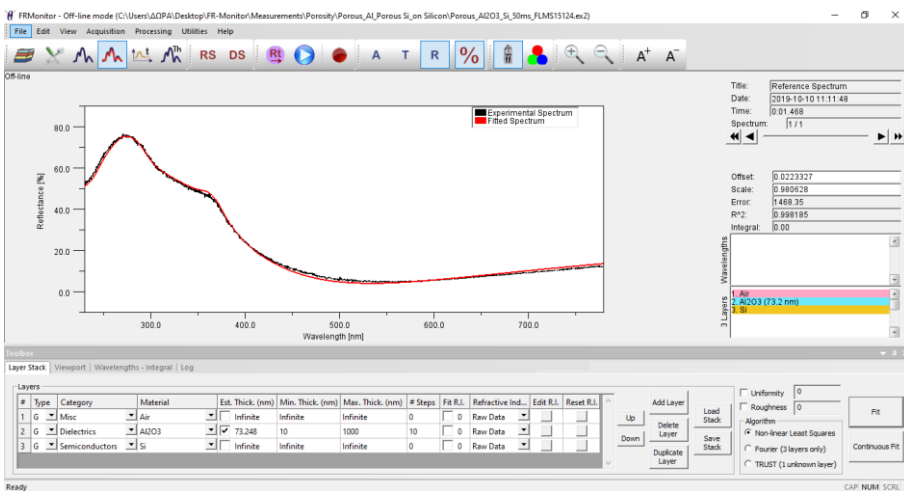 FRMonitor - Off-line mode (C:\Users\ΔΩΡΑ\Desktop\FR-Monitor\Measurements\Porosity\Porous_Al_Porous Si_on Silicon\Porous_Al2O3_Si_50ms_FLMS15124.ex2)
File Edit View Acquisition Processing Utilities Help
Th RS DS Rt A T R % A+ A-
Off-line
Experimental Spectrum
Fitted Spectrum
80.0
60.0
40.0
20.0
0.0
Reflectance [%]
300.0 400.0 500.0 600.0 700.0
Wavelength [nm]
Title: Reference Spectrum
Date: 2019-10-10 11:11:48
Time: 0:01.468
Spectrum: 1 / 1
Offset: 0.0223327
Scale: 0.980628
Error: 1468.35
R^2: 0.998185
Integral: 0.00
Wavelengths
3 Layers
1. Air
2. Al2O3 (73.2 nm)
3. Si
Toolbox
Layer Stack Viewport Wavelengths - Integral Log
Layers
# Type Category Material Est. Thick. (nm) Min. Thick. (nm) Max. Thick. (nm) # Steps Fit R.I. Refractive Ind... Edit R.I. Reset R.I.
1 G Misc Air Infinite Infinite Infinite 0 0 Raw Data
2 G Dielectrics Al2O3 73.248 10 1000 10 0 Raw Data
3 G Semiconductors Si Infinite Infinite Infinite 0 0 Raw Data
Up
Down
Add Layer
Delete Layer
Duplicate Layer
Load Stack
Save Stack
Uniformity 0
Roughness 0
Algorithm
Non-linear Least Squares
Fourier (3 layers only)
TRUST (1 unknown layer)
Fit
Continuous Fit
Ready
CAP NUM SCRL